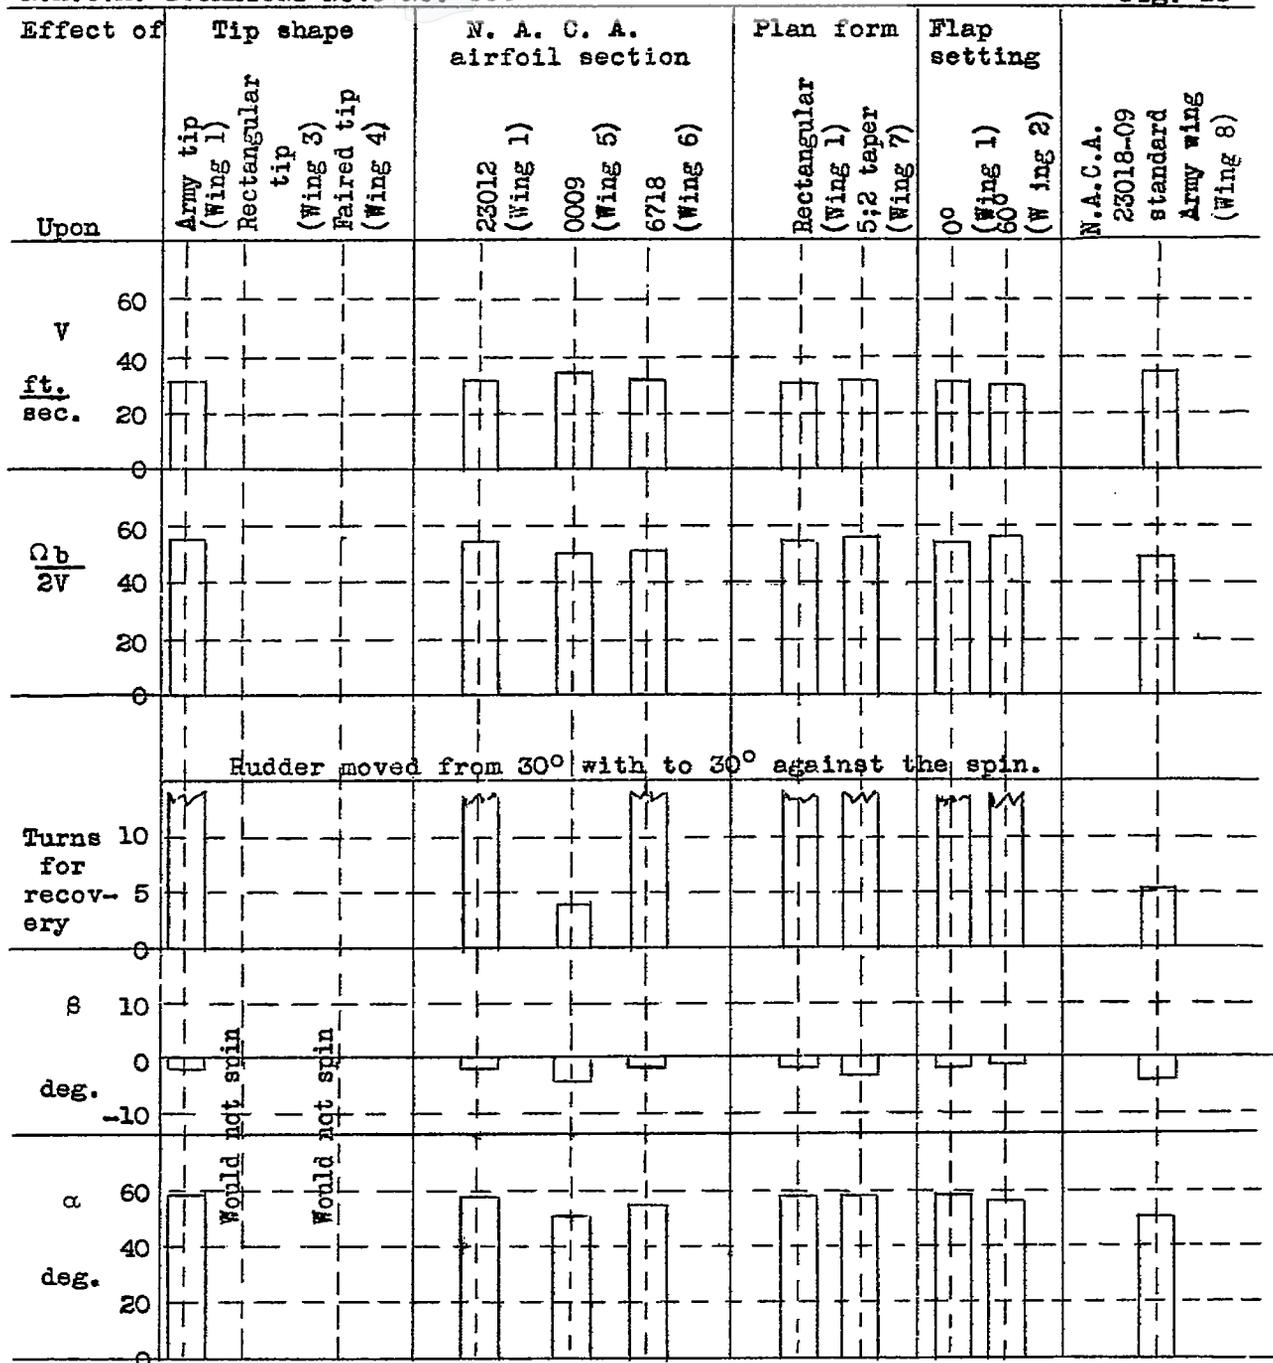 Effect of
Tip shape
N. A. C. A.
airfoil section
Plan form
Flap
setting
Upon
Army tip
(Wing 1)
Rectangular
tip
(Wing 3)
Faired tip
(Wing 4)
23012
(Wing 1)
0009
(Wing 5)
6718
(Wing 6)
Rectangular
(Wing 1)
5:2 taper
(Wing 7)
0°
(Wing 1)
60°
(W ing 2)
N.A.C.A.
23018-09
standard
Army wing
(Wing 8)
V
ft.
sec.
60
40
20
0
Ωb
2V
60
40
20
0
Rudder moved from 30° with to 30° against the spin.
Turns
for
recov-
ery
10
5
0
β
deg.
10
0
-10
Would not spin
Would not spin
α
deg.
60
40
20
0